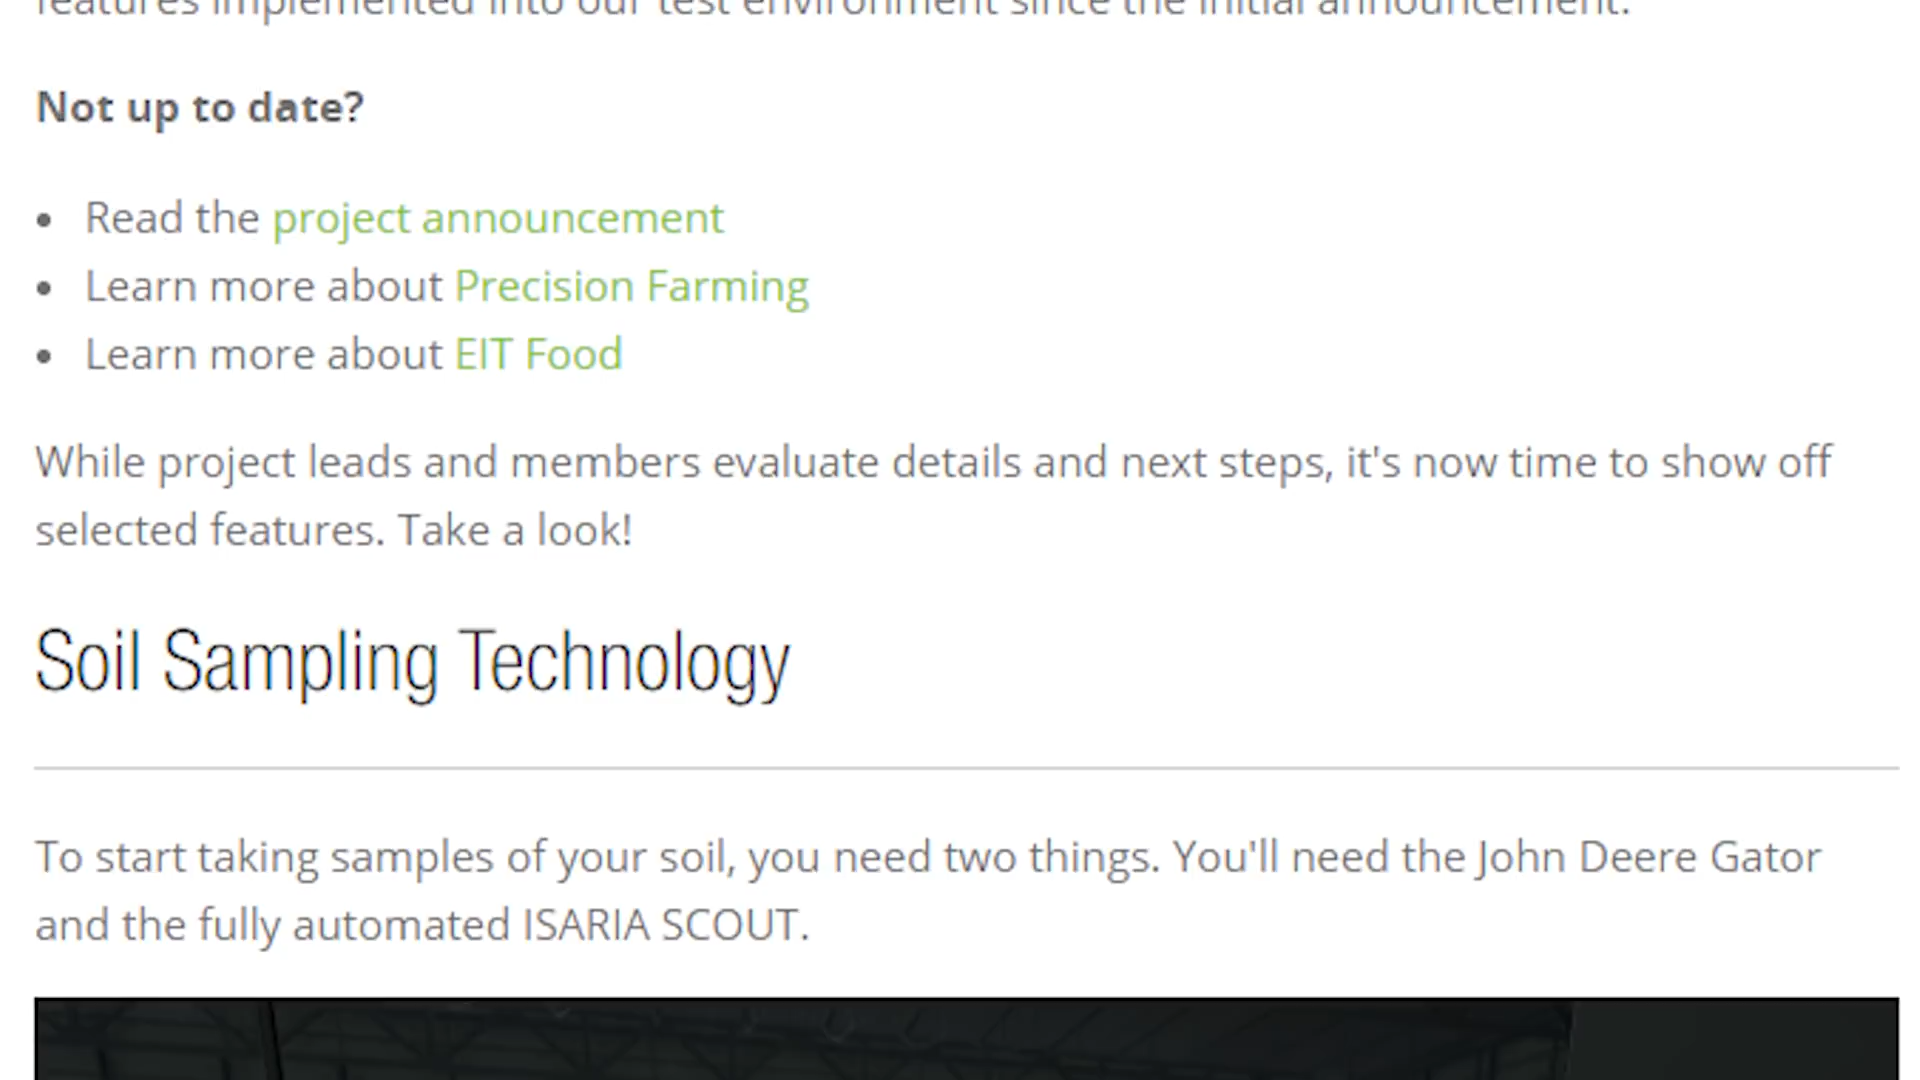 features implemented into our test environment since the initial announcement.
Not up to date?
• Read the project announcement
• Learn more about Precision Farming
• Learn more about EIT Food
While project leads and members evaluate details and next steps, it's now time to show off
selected features. Take a look!
Soil Sampling Technology
To start taking samples of your soil, you need two things. You'll need the John Deere Gator
and the fully automated ISARIA SCOUT.